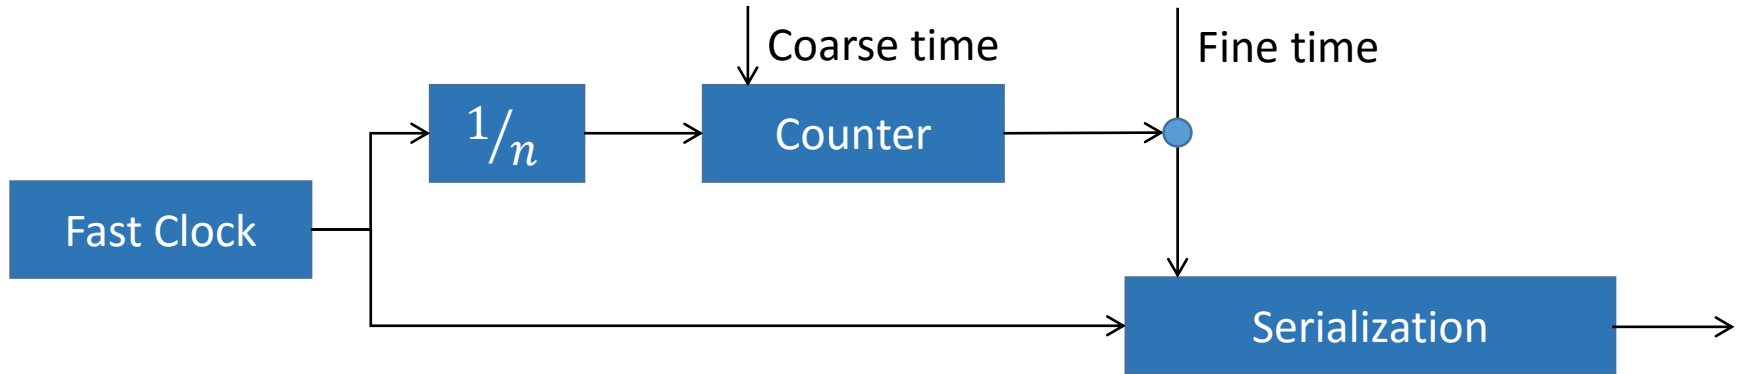 Coarse time
Fine time
1/n
Counter
Fast Clock
Serialization